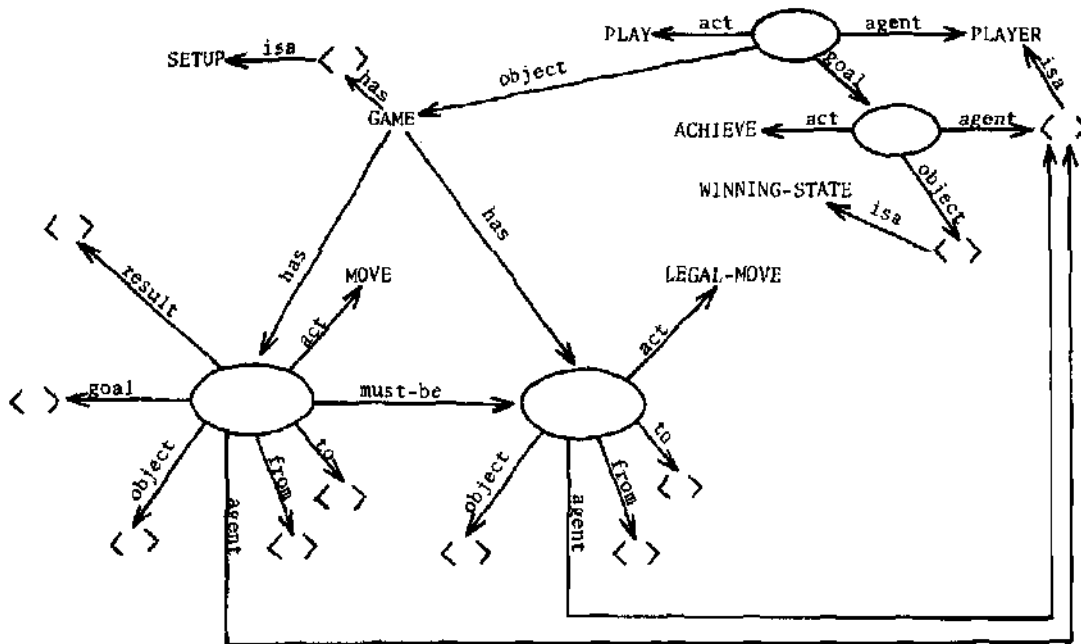 PLAY act agent PLAYER
SETUP isa
has
object
goal
isa
GAME
ACHIEVE act agent
WINNING-STATE
isa
object
has
has
result
MOVE
LEGAL-MOVE
act
act
goal
must-be
object
agent
from
to
object
agent
from
to